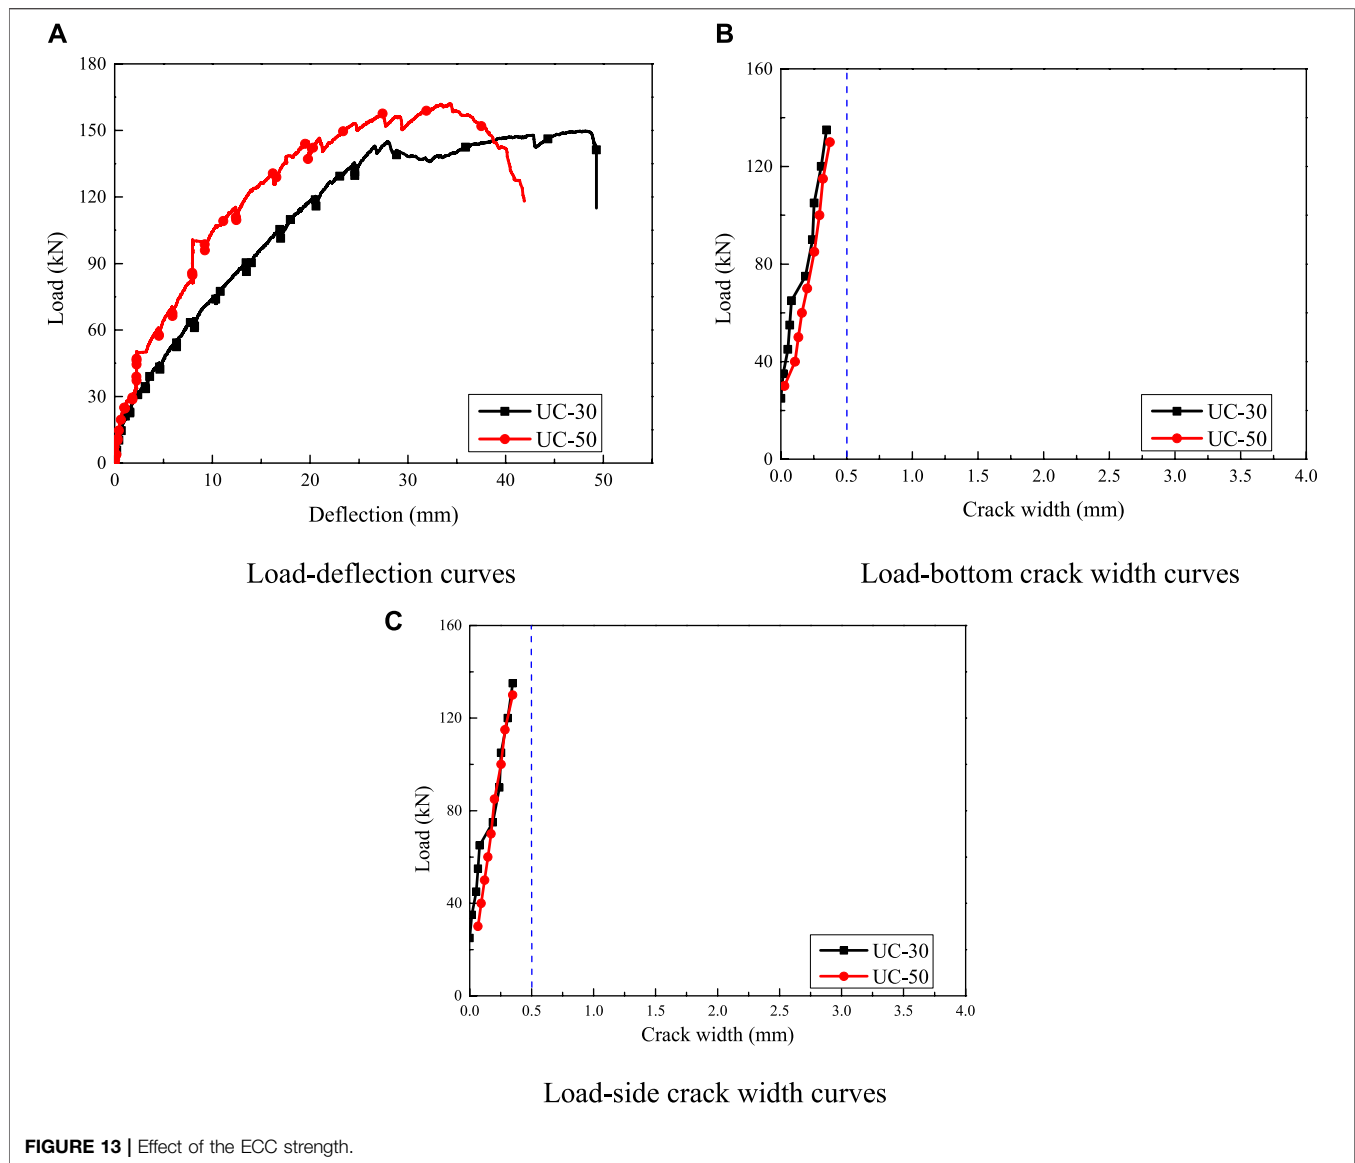 A
180
150
120
90
60
30
0
Load (kN)
0 10 20 30 40 50
Deflection (mm)
UC-30
UC-50
Load-deflection curves
B
160
120
80
40
0
Load (kN)
0.0 0.5 1.0 1.5 2.0 2.5 3.0 3.5 4.0
Crack width (mm)
UC-30
UC-50
Load-bottom crack width curves
C
160
120
80
40
0
Load (kN)
0.0 0.5 1.0 1.5 2.0 2.5 3.0 3.5 4.0
Crack width (mm)
UC-30
UC-50
Load-side crack width curves
FIGURE 13 | Effect of the ECC strength.